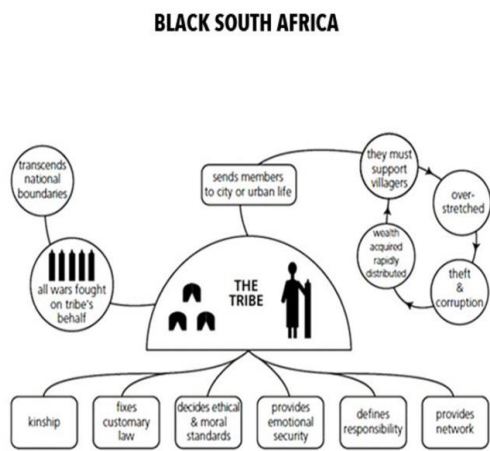 BLACK SOUTH AFRICA
transcends
national
boundaries
all wars fought
on tribe's
behalf
sends members
to city or urban life
they must
support
villagers
over-
stretched
theft
&
corruption
wealth
acquired
rapidly
distributed
THE
TRIBE
kinship
fixes
customary
law
decides ethical
& moral
standards
provides
emotional
security
defines
responsibility
provides
network